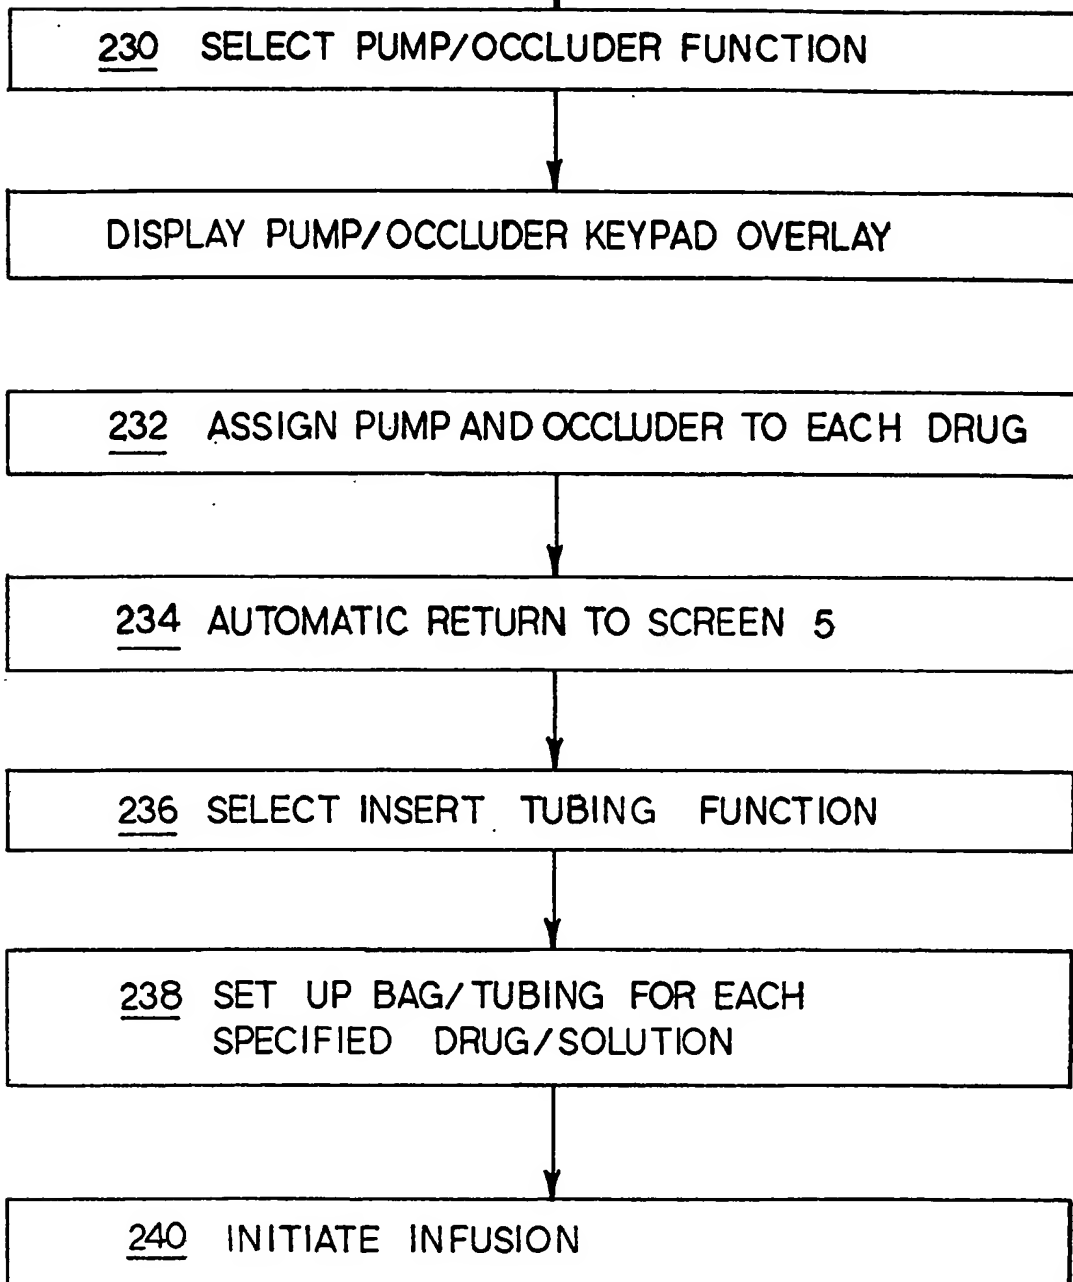 230 SELECT PUMP/OCCLUDER FUNCTION
DISPLAY PUMP/OCCLUDER KEYPAD OVERLAY
232 ASSIGN PUMP AND OCCLUDER TO EACH DRUG
234 AUTOMATIC RETURN TO SCREEN 5
236 SELECT INSERT TUBING FUNCTION
238 SET UP BAG/TUBING FOR EACH
SPECIFIED DRUG/SOLUTION
240 INITIATE INFUSION